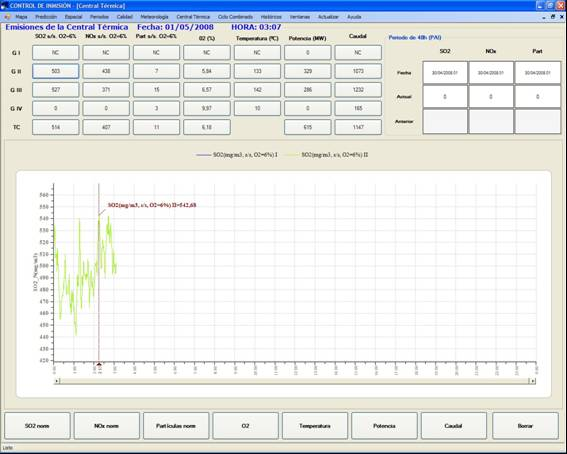 CONTROL DE INMISIÓN - [Central Térmica]
Mapa Predicción Especial Periodos Calidad Meteorología Central Térmica Ciclo Combinado Históricos Ventanas Actualizar Ayuda
Emisiones de la Central Térmica Fecha: 01/05/2008 HORA: 03:07
SO2 s/s. O2=6% NOx s/s. O2=6% Part s/s. O2=6% O2 (%) Temperatura (ºC) Potencia (MW) Caudal
G I NC NC NC NC NC 0 NC
G II 503 438 7 5,84 133 329 1073
G III 527 371 15 6,57 142 286 1232
G IV 0 0 3 9,97 10 0 165
TC 514 407 11 6,18 615 1147
Periodo de 48h (PAI)
SO2 NOx Part
Fecha 30/04/2008 01 30/04/2008 01 30/04/2008 01
Actual 0 0 0
Anterior
SO2(mg/m3, s/s, O2=6%) I SO2(mg/m3, s/s, O2=6%) II
SO2(mg/m3, s/s, O2=6%) II=542,68
SO2_N(mg/m3)
560
550
540
530
520
510
500
490
480
470
460
450
440
430
420
SO2 norm NOx norm Partículas norm O2 Temperatura Potencia Caudal Borrar
Listo